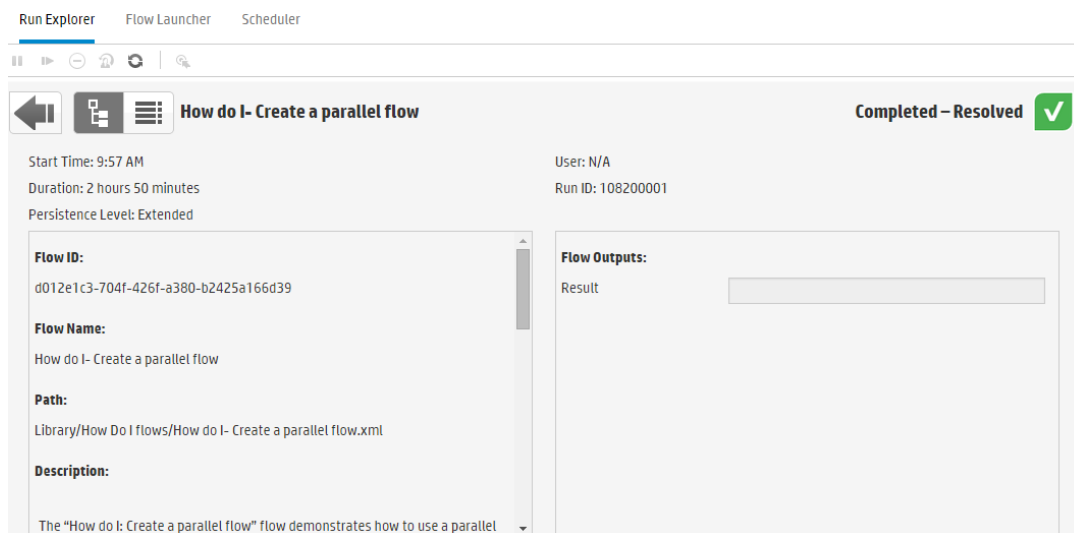 Run Explorer Flow Launcher Scheduler
How do I- Create a parallel flow Completed – Resolved
Start Time: 9:57 AM User: N/A
Duration: 2 hours 50 minutes Run ID: 108200001
Persistence Level: Extended
Flow ID:
d012e1c3-704f-426f-a380-b2425a166d39
Flow Name:
How do I- Create a parallel flow
Path:
Library/How Do I flows/How do I- Create a parallel flow.xml
Description:
The “How do I: Create a parallel flow” flow demonstrates how to use a parallel
Flow Outputs:
Result